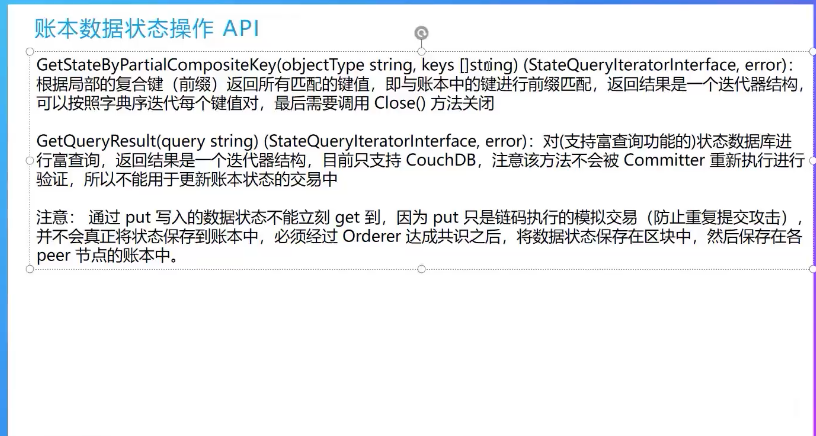 账本数据状态操作 API
GetStateByPartialCompositeKey(objectType string, keys []string) (StateQueryIteratorInterface, error)：
根据局部的复合键（前缀）返回所有匹配的键值，即与账本中的键进行前缀匹配，返回结果是一个迭代器结构，
可以按照字典序迭代每个键值对，最后需要调用 Close() 方法关闭
GetQueryResult(query string) (StateQueryIteratorInterface, error)：对(支持富查询功能的)状态数据库进
行富查询，返回结果是一个迭代器结构，目前只支持 CouchDB，注意该方法不会被 Committer 重新执行进行
验证，所以不能用于更新账本状态的交易中
注意： 通过 put 写入的数据状态不能立刻 get 到，因为 put 只是链码执行的模拟交易（防止重复提交攻击），
并不会真正将状态保存到账本中，必须经过 Orderer 达成共识之后，将数据状态保存在区块中，然后保存在各
peer 节点的账本中。